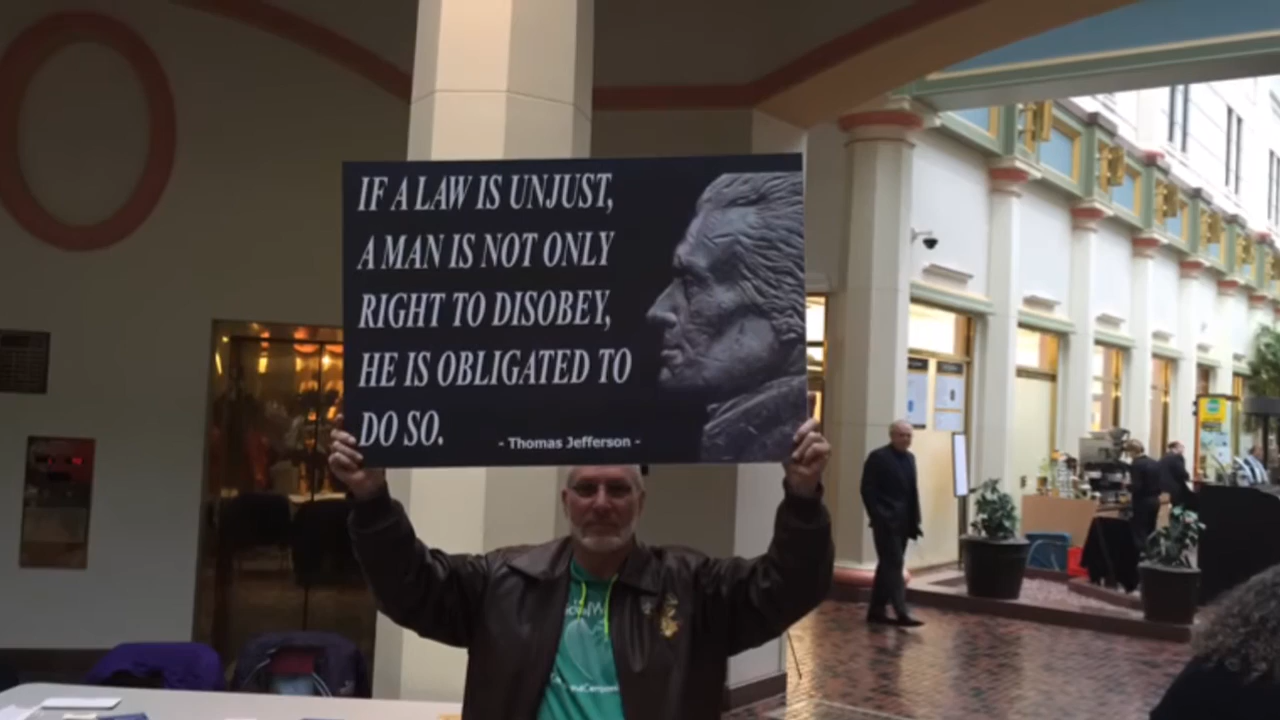 IF A LAW IS UNJUST,
A MAN IS NOT ONLY
RIGHT TO DISOBEY,
HE IS OBLIGATED TO
DO SO.
- Thomas Jefferson -